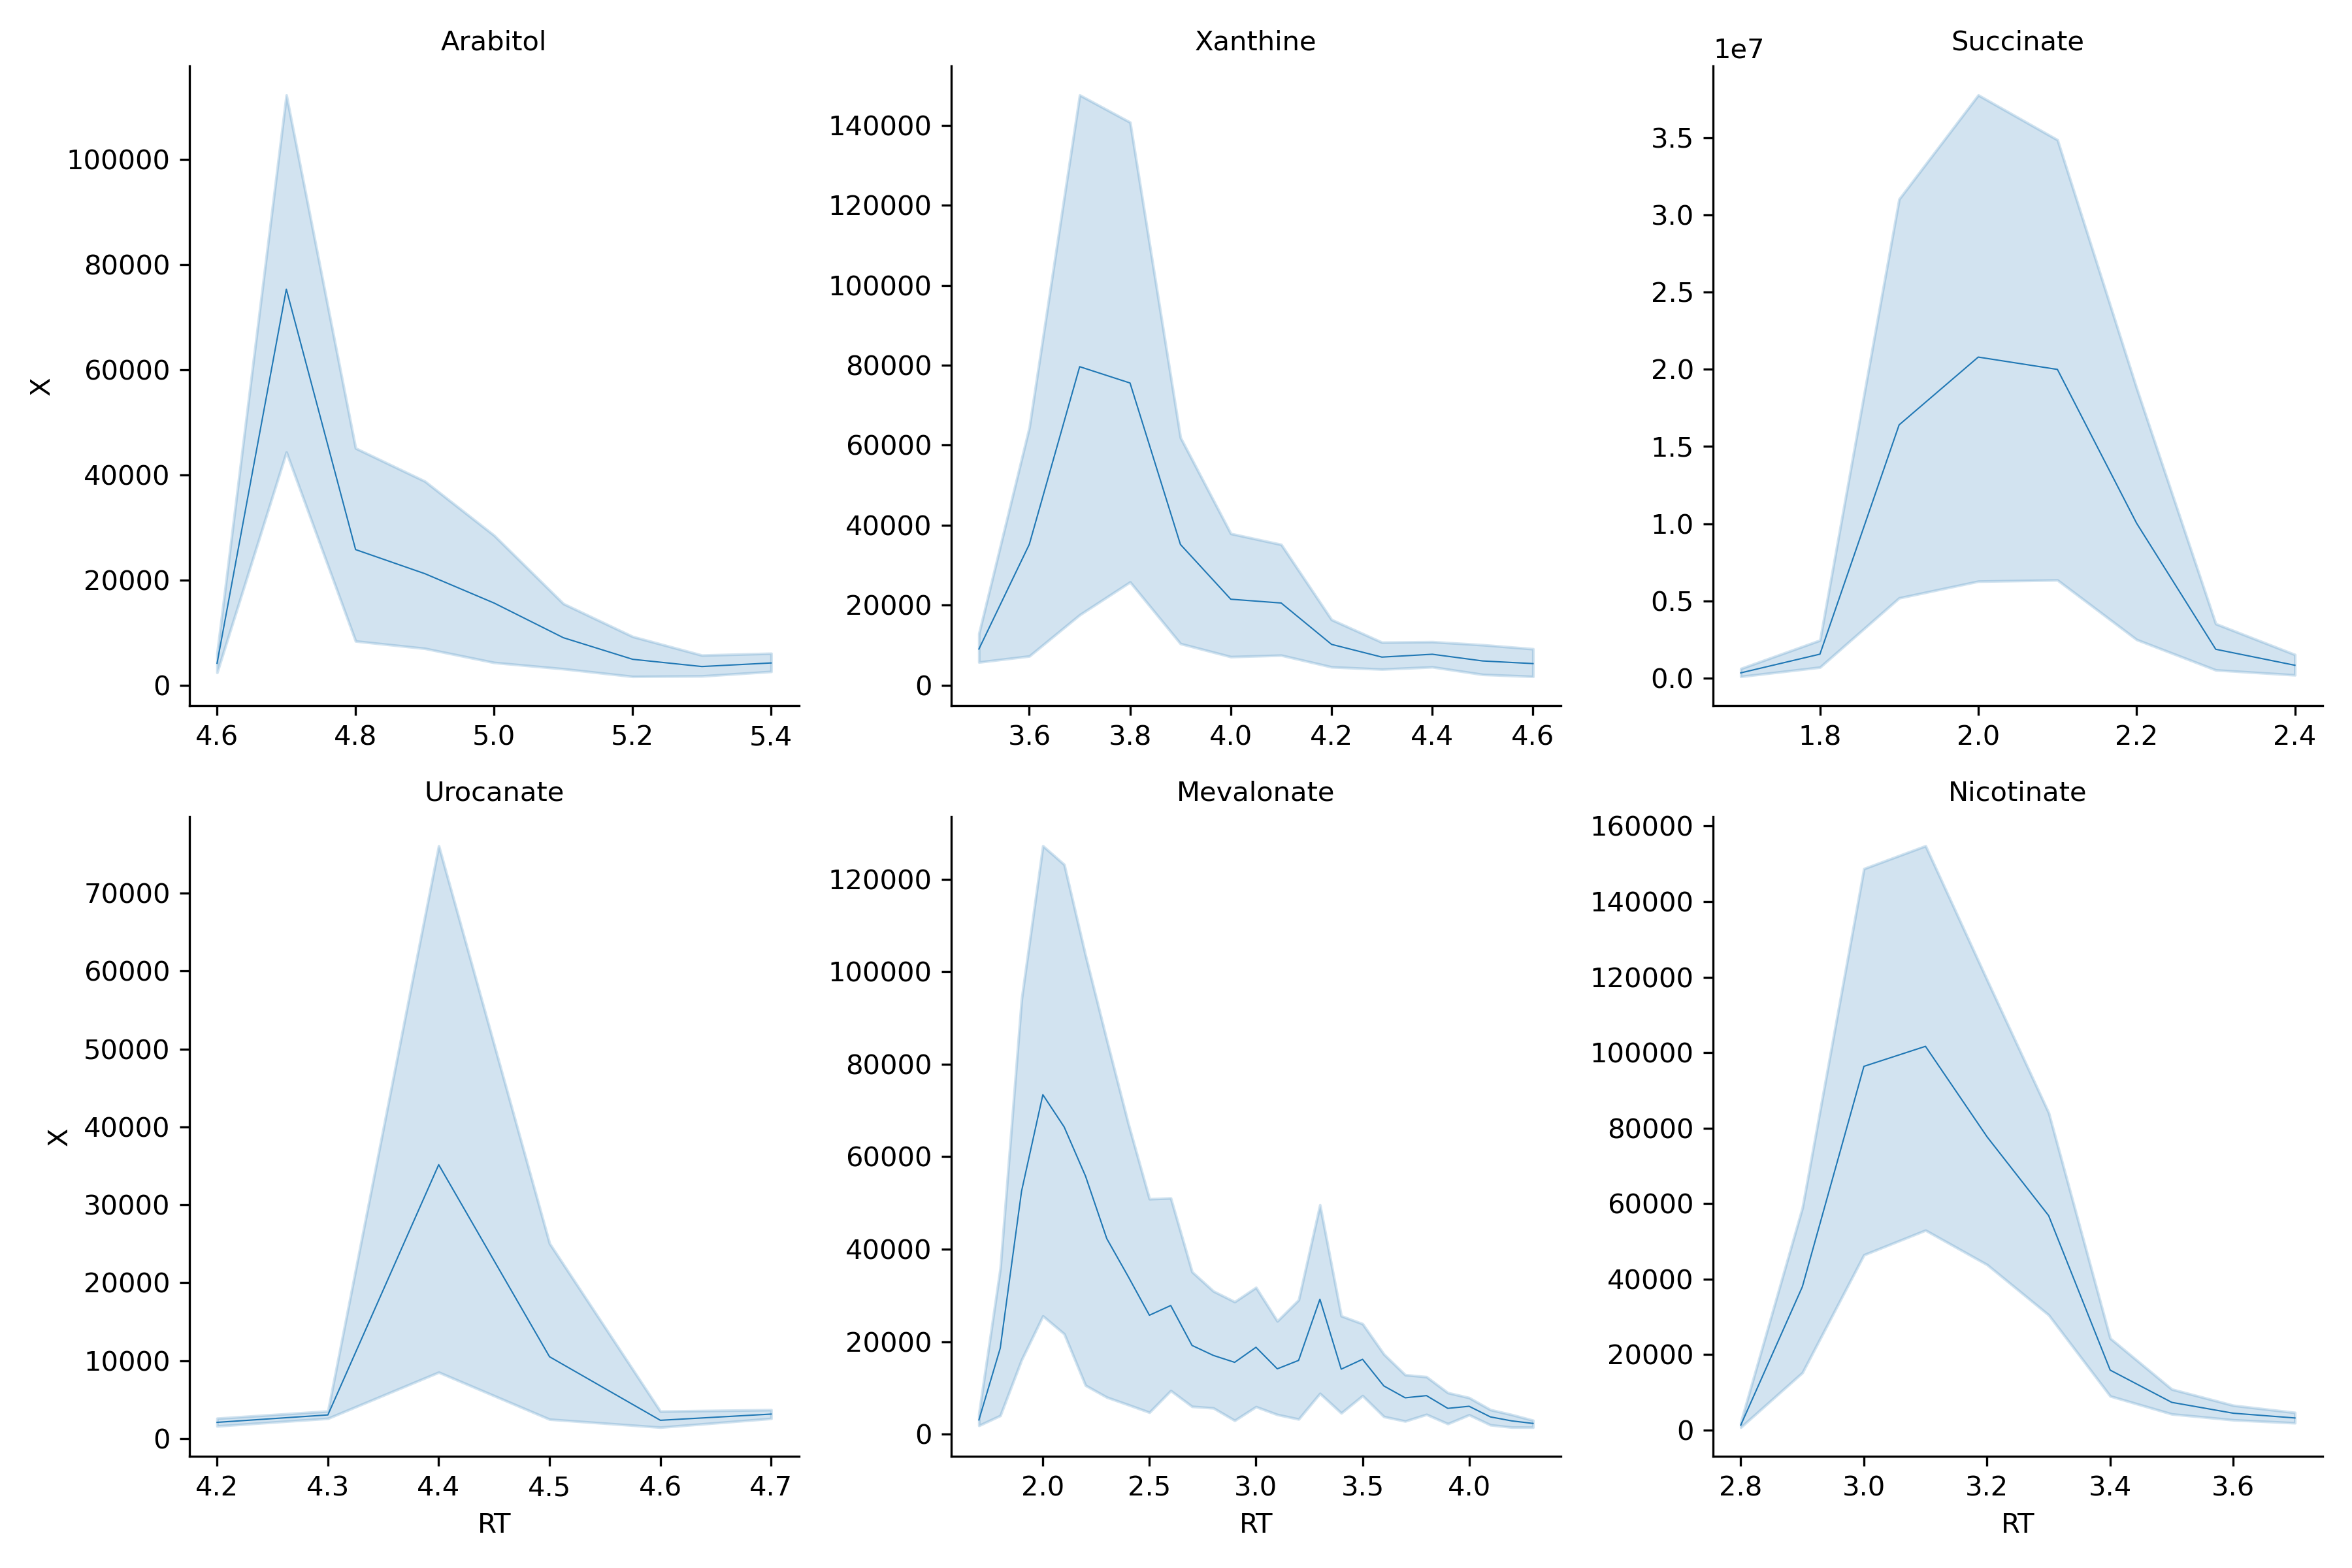 Arabitol
X
100000
80000
60000
40000
20000
0
4.6 4.8 5.0 5.2 5.4
Xanthine
140000
120000
100000
80000
60000
40000
20000
0
3.6 3.8 4.0 4.2 4.4 4.6
Succinate
1e7
3.5
3.0
2.5
2.0
1.5
1.0
0.5
0.0
1.8 2.0 2.2 2.4
Urocanate
X
70000
60000
50000
40000
30000
20000
10000
0
4.2 4.3 4.4 4.5 4.6 4.7
RT
Mevalonate
120000
100000
80000
60000
40000
20000
0
2.0 2.5 3.0 3.5 4.0
RT
Nicotinate
160000
140000
120000
100000
80000
60000
40000
20000
0
2.8 3.0 3.2 3.4 3.6
RT